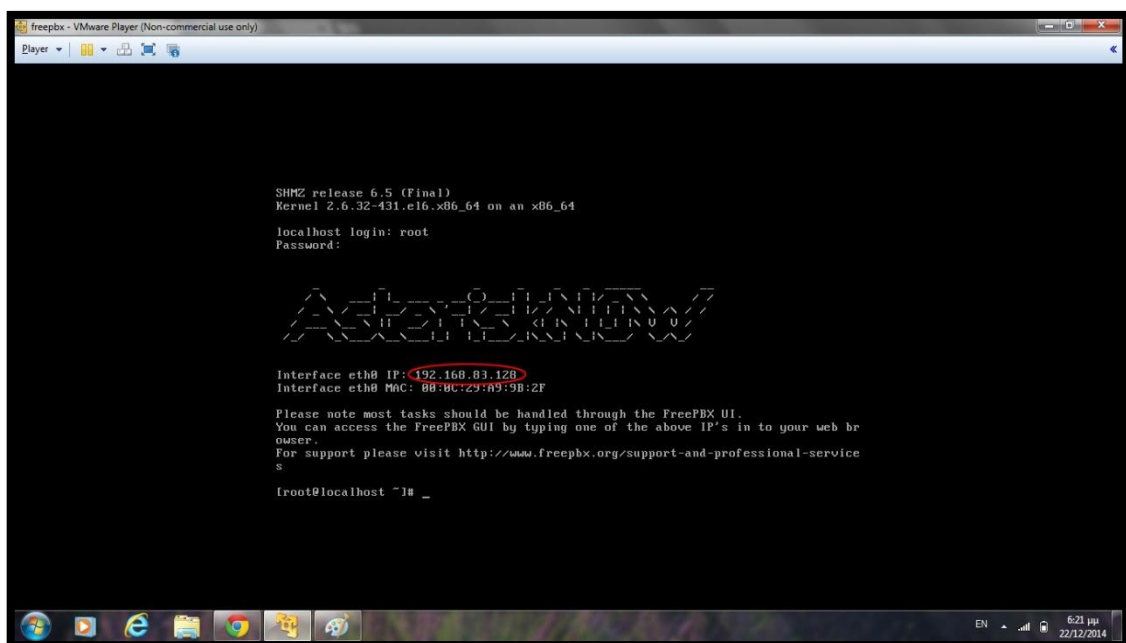 freepbx - VMware Player (Non-commercial use only)
Player
SHMZ release 6.5 (Final)
Kernel 2.6.32-431.el6.x86_64 on an x86_64
localhost login: root
Password:
AsteriskNOW
Interface eth0 IP: 192.168.83.128
Interface eth0 MAC: 00:0C:29:A9:9B:2F
Please note most tasks should be handled through the FreePBX UI.
You can access the FreePBX GUI by typing one of the above IP's in to your web br
owser.
For support please visit http://www.freepbx.org/support-and-professional-service
s
[root@localhost ~]# _
EN
6:21 μμ
22/12/2014